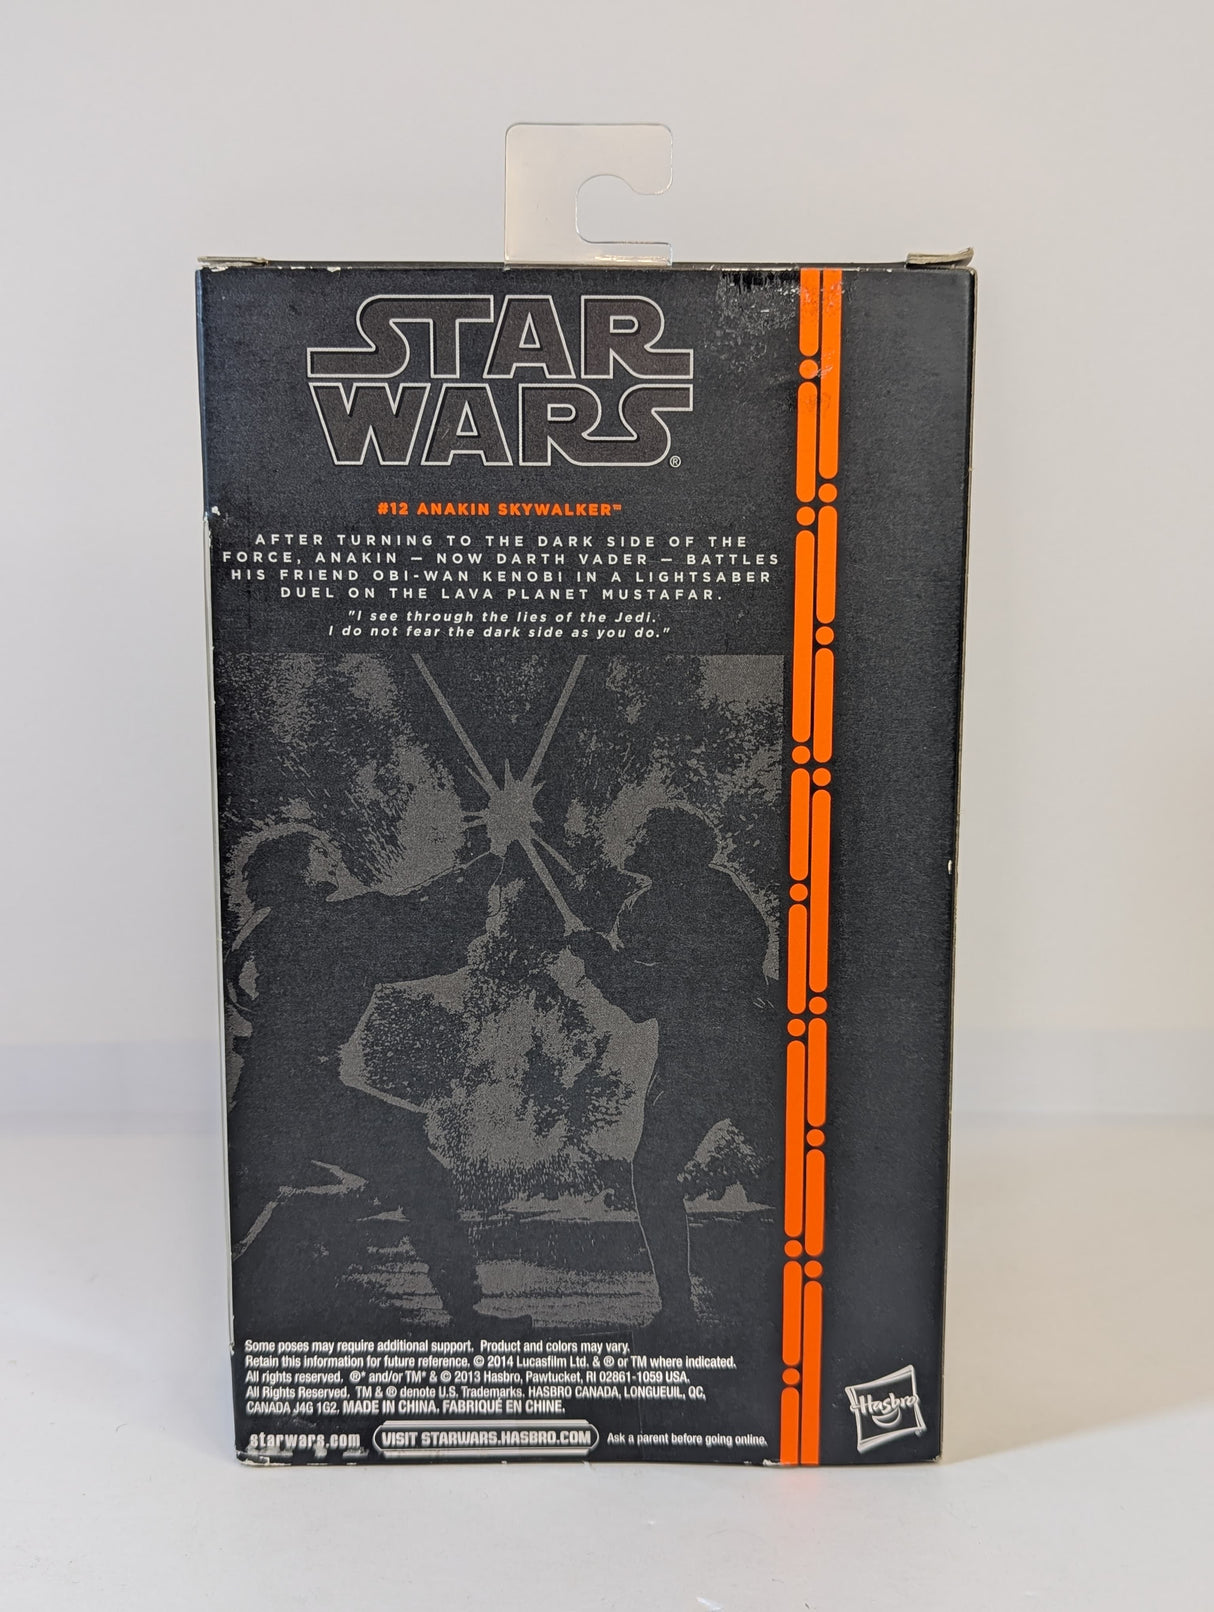 STAR
WARS®
#12 ANAKIN SKYWALKER™
AFTER TURNING TO THE DARK SIDE OF THE
FORCE, ANAKIN — NOW DARTH VADER — BATTLES
HIS FRIEND OBI-WAN KENOBI IN A LIGHTSABER
DUEL ON THE LAVA PLANET MUSTAFAR.
"I see through the lies of the Jedi.
I do not fear the dark side as you do."
Some poses may require additional support. Product and colors may vary.
Retain this information for future reference. © 2014 Lucasfilm Ltd. & ® or TM where indicated.
All rights reserved. ®* and/or TM* & © 2013 Hasbro, Pawtucket, RI 02861-1059 USA.
All Rights Reserved. TM & ® denote U.S. Trademarks. HASBRO CANADA, LONGUEUIL, QC,
CANADA J4G 1G2. MADE IN CHINA, FABRIQUÉ EN CHINE.
starwars.com VISIT STARWARS.HASBRO.COM Ask a parent before going online.
Hasbro